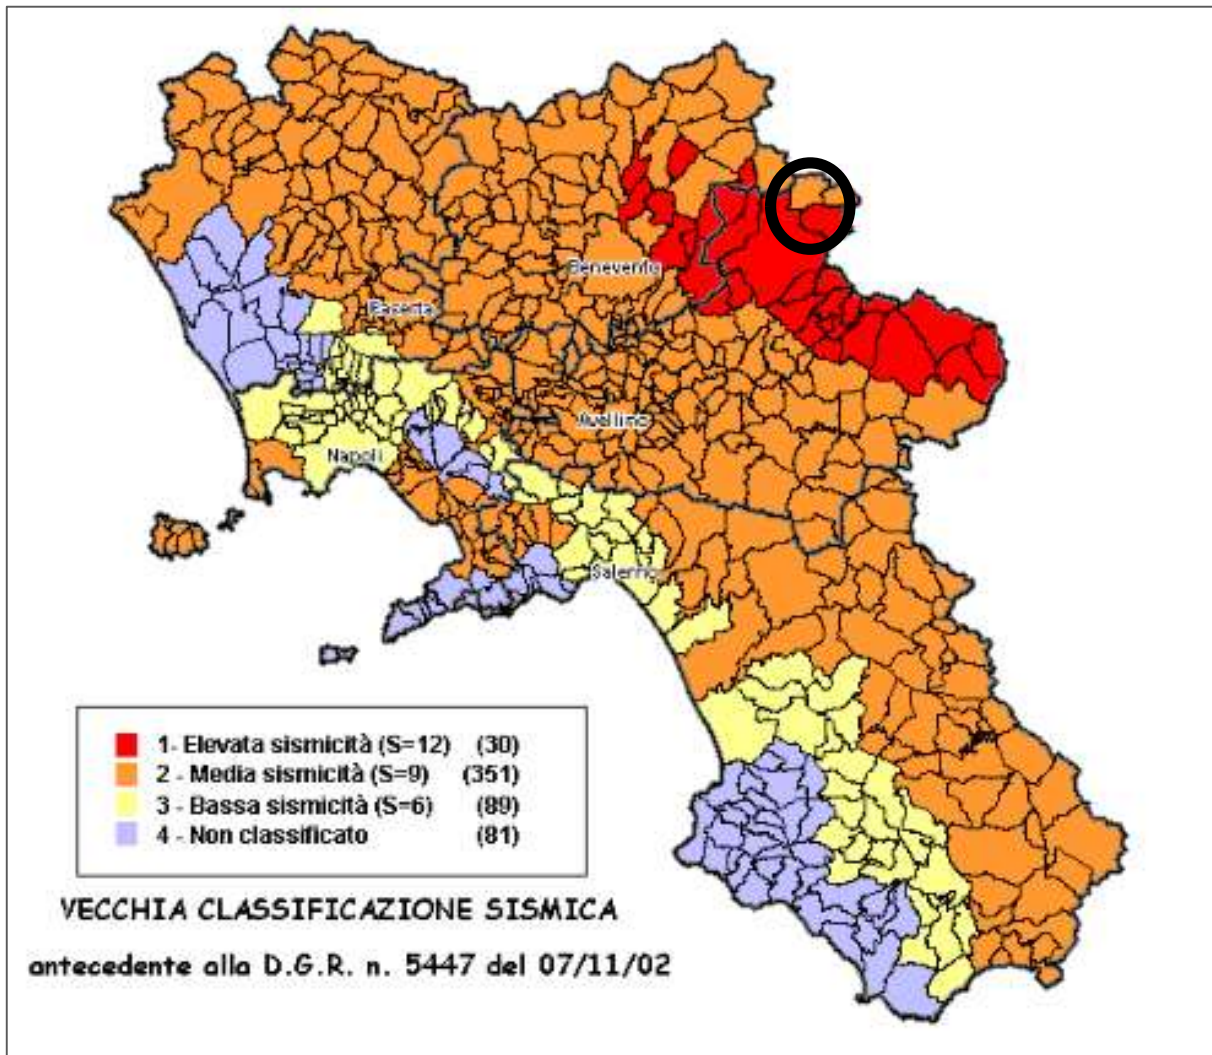 Benevento
Caserta
Avellino
Napoli
Salerno
1- Elevata sismicità (S=12) (30)
2 - Media sismicità (S=9) (351)
3 - Bassa sismicità (S=6) (89)
4 - Non classificato (81)
VECCHIA CLASSIFICAZIONE SISMICA
antecedente alla D.G.R. n. 5447 del 07/11/02